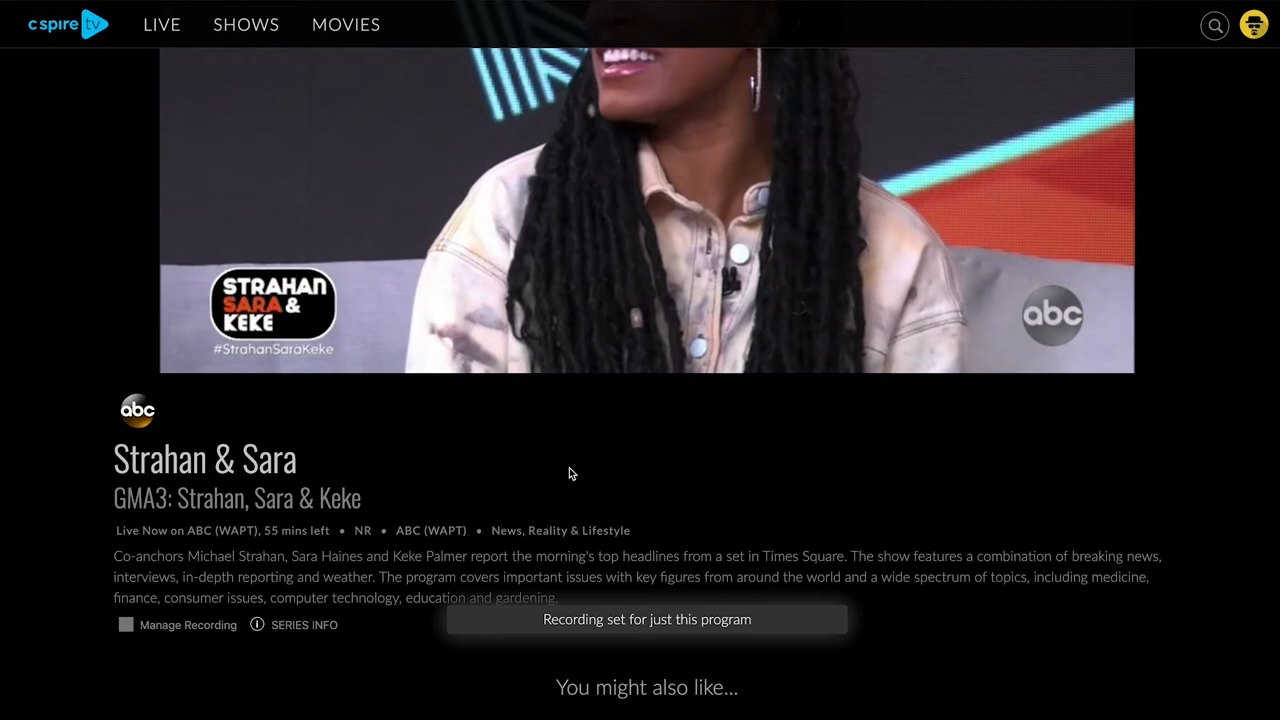 c spire tv LIVE SHOWS MOVIES
STRAHAN
SARA &
KEKE
#StrahanSaraKeke
abc
abc
Strahan & Sara
GMA3: Strahan, Sara & Keke
Live Now on ABC (WAPT), 55 mins left • NR • ABC (WAPT) • News, Reality & Lifestyle
Co-anchors Michael Strahan, Sara Haines and Keke Palmer report the morning's top headlines from a set in Times Square. The show features a combination of breaking news,
interviews, in-depth reporting and weather. The program covers important issues with key figures from around the world and a wide spectrum of topics, including medicine,
finance, consumer issues, computer technology, education and gardening.
Recording set for just this program
Manage Recording SERIES INFO
You might also like...